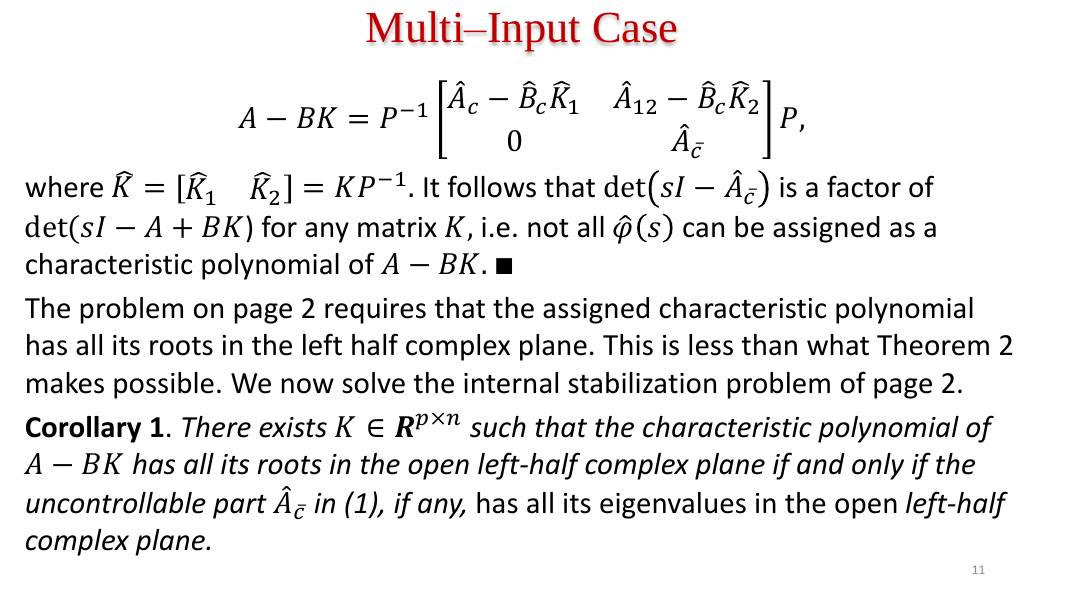 Multi–Input Case
𝐴 − 𝐵𝐾 = 𝑃⁻¹ [ Â_c − B̂_c K̂₁   Â₁₂ − B̂_c K̂₂ ; 0   Â_c̄ ] 𝑃,
where K̂ = [K̂₁   K̂₂] = 𝐾𝑃⁻¹. It follows that det(𝑠𝐼 − Â_c̄) is a factor of
det(𝑠𝐼 − 𝐴 + 𝐵𝐾) for any matrix 𝐾, i.e. not all φ̂(𝑠) can be assigned as a
characteristic polynomial of 𝐴 − 𝐵𝐾. ■
The problem on page 2 requires that the assigned characteristic polynomial
has all its roots in the left half complex plane. This is less than what Theorem 2
makes possible. We now solve the internal stabilization problem of page 2.
Corollary 1. There exists 𝐾 ∈ 𝑹^{p×n} such that the characteristic polynomial of
𝐴 − 𝐵𝐾 has all its roots in the open left-half complex plane if and only if the
uncontrollable part Â_c̄ in (1), if any, has all its eigenvalues in the open left-half
complex plane.
11